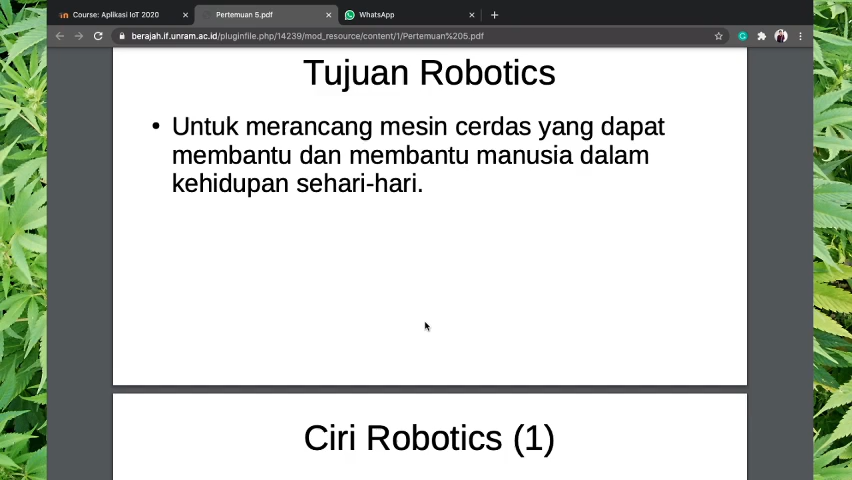 Course: Aplikasi IoT 2020
Pertemuan 5.pdf
WhatsApp
berajah.if.unram.ac.id/pluginfile.php/14239/mod_resource/content/1/Pertemuan%205.pdf
Tujuan Robotics
• Untuk merancang mesin cerdas yang dapat
membantu dan membantu manusia dalam
kehidupan sehari-hari.
Ciri Robotics (1)